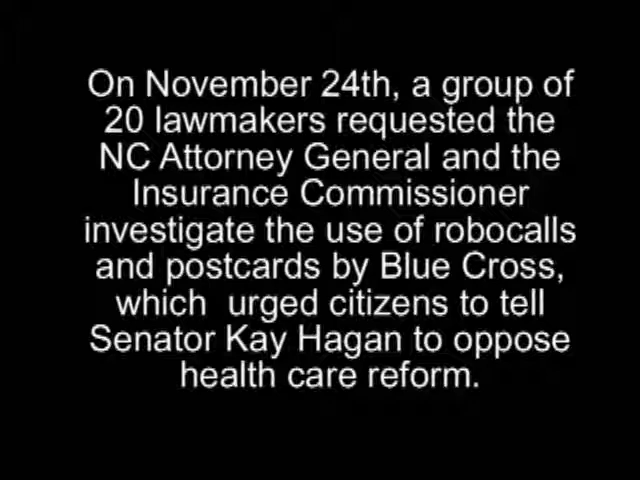 On November 24th, a group of
20 lawmakers requested the
NC Attorney General and the
Insurance Commissioner
investigate the use of robocalls
and postcards by Blue Cross,
which  urged citizens to tell
Senator Kay Hagan to oppose
health care reform.